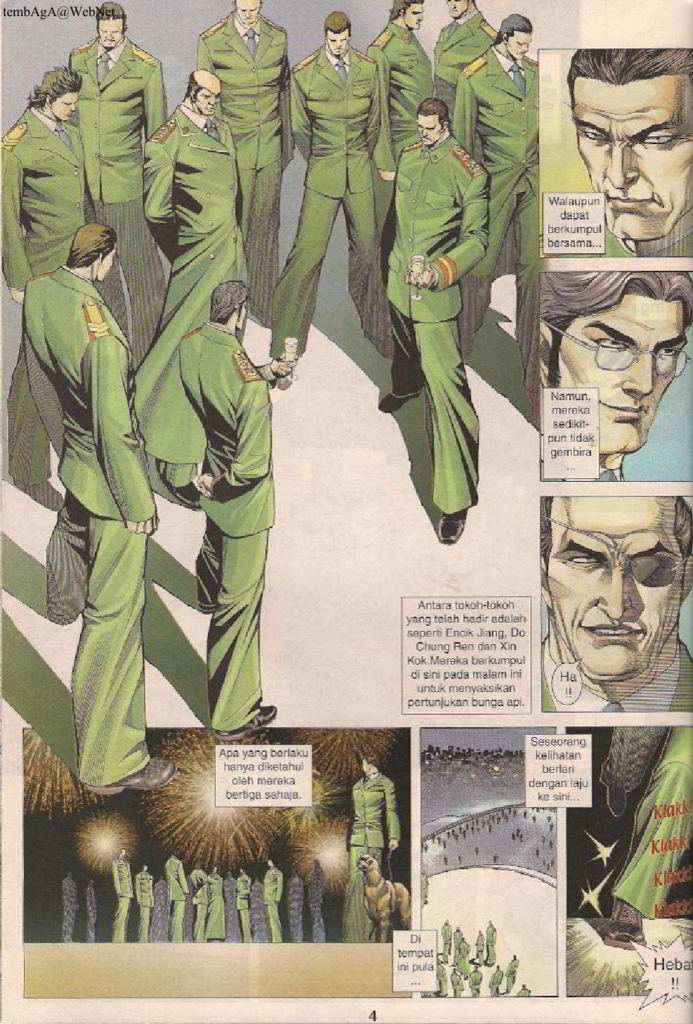 tembAgA@WebNet
Walaupun
dapat
berkumpul
bersama...
Namun,
mereka
sedikit-
pun tidak
gembira
...
Antara tokoh-tokoh
yang telah hadir adalah
seperti Encik Jiang, Do
Chung Ren dan Xin
Kok.Mereka berkumpul
di sini pada malam ini
untuk menyaksikan
pertunjukan bunga api.
Ha
!!
Apa yang berlaku
hanya diketahui
oleh mereka
bertiga sahaja.
Di
tempat
ini pula
...
Seseorang
kelihatan
berlari
dengan laju
ke sini...
Klakk
Klakk
Klakk
Klakk
Heba
!!
4